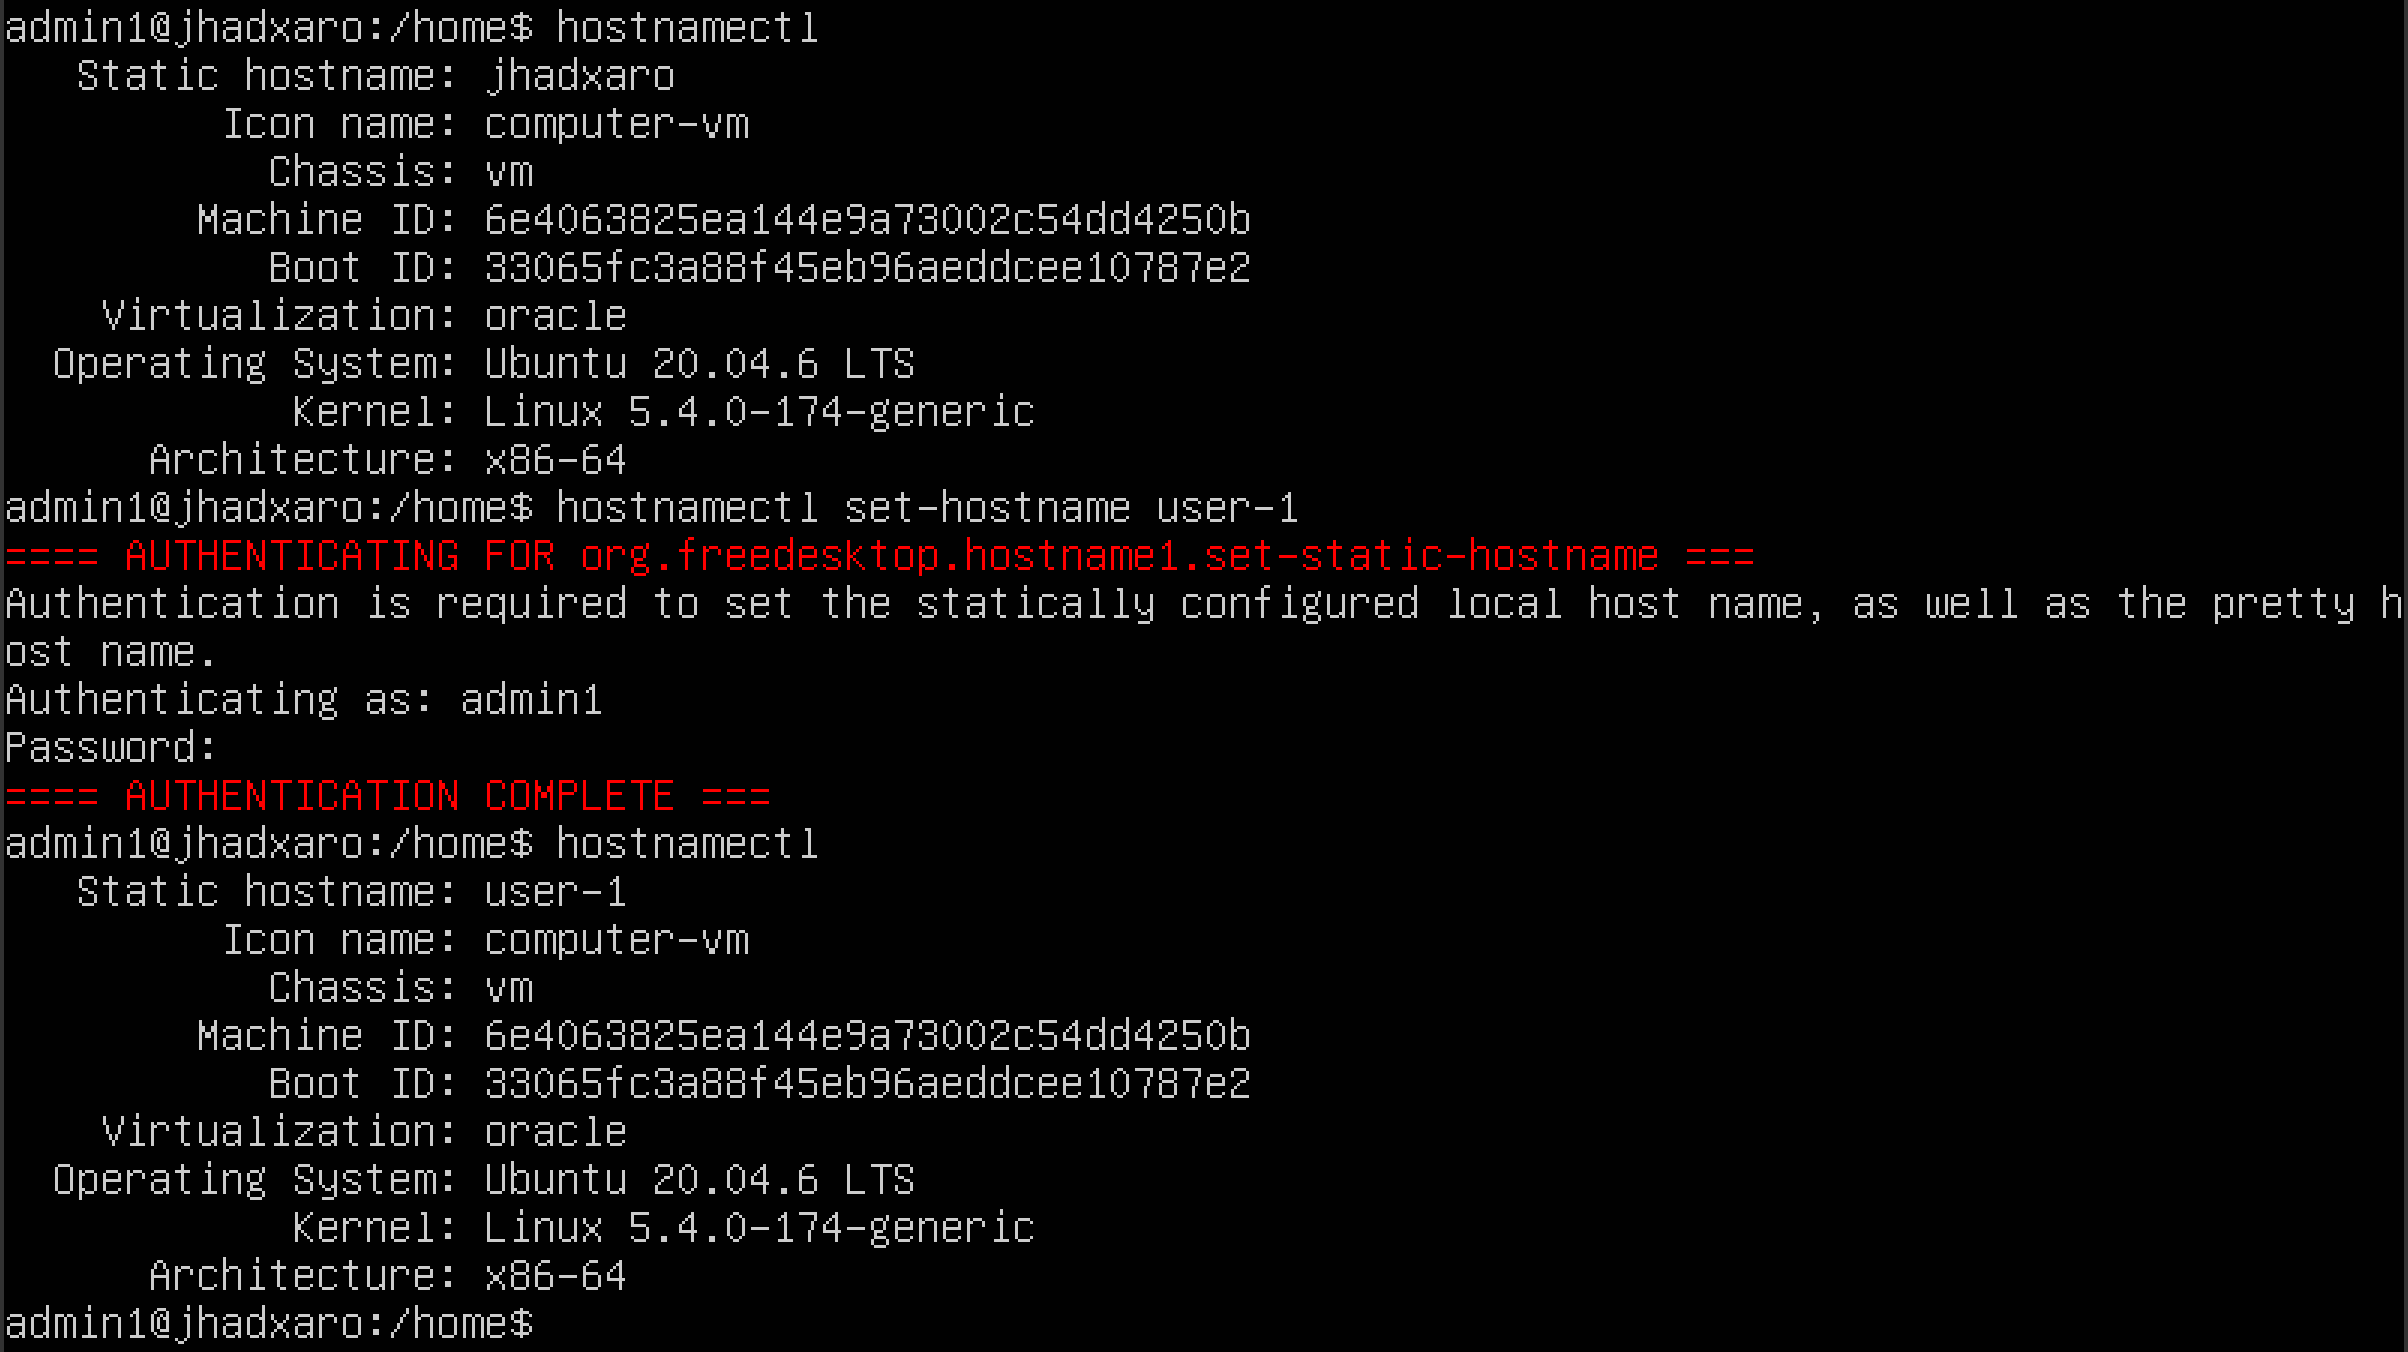 admin1@jhadxaro:/home$ hostnamectl
Static hostname: jhadxaro
Icon name: computer-vm
Chassis: vm
Machine ID: 6e4063825ea144e9a73002c54dd4250b
Boot ID: 33065fc3a88f45eb96aeddcee10787e2
Virtualization: oracle
Operating System: Ubuntu 20.04.6 LTS
Kernel: Linux 5.4.0-174-generic
Architecture: x86-64
admin1@jhadxaro:/home$ hostnamectl set-hostname user-1
==== AUTHENTICATING FOR org.freedesktop.hostname1.set-static-hostname ===
Authentication is required to set the statically configured local host name, as well as the pretty h
ost name.
Authenticating as: admin1
Password:
==== AUTHENTICATION COMPLETE ===
admin1@jhadxaro:/home$ hostnamectl
Static hostname: user-1
Icon name: computer-vm
Chassis: vm
Machine ID: 6e4063825ea144e9a73002c54dd4250b
Boot ID: 33065fc3a88f45eb96aeddcee10787e2
Virtualization: oracle
Operating System: Ubuntu 20.04.6 LTS
Kernel: Linux 5.4.0-174-generic
Architecture: x86-64
admin1@jhadxaro:/home$